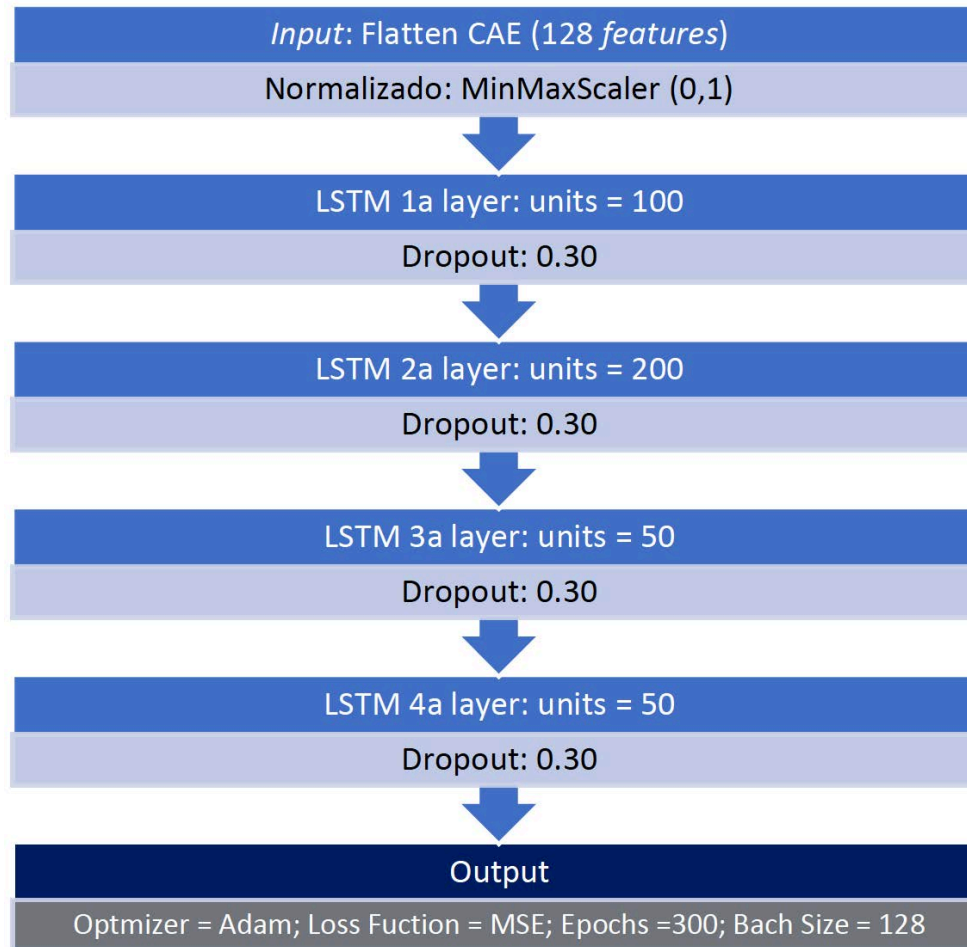 Input: Flatten CAE (128 features)
Normalizado: MinMaxScaler (0,1)
LSTM 1a layer: units = 100
Dropout: 0.30
LSTM 2a layer: units = 200
Dropout: 0.30
LSTM 3a layer: units = 50
Dropout: 0.30
LSTM 4a layer: units = 50
Dropout: 0.30
Output
Optmizer = Adam; Loss Fuction = MSE; Epochs =300; Bach Size = 128